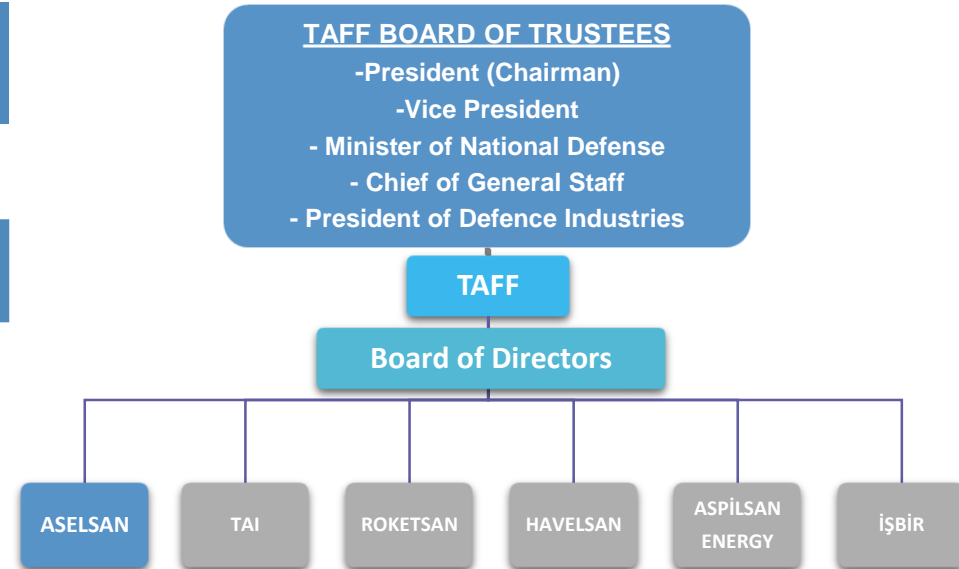 TAFF BOARD OF TRUSTEES
-President (Chairman)
-Vice President
- Minister of National Defense
- Chief of General Staff
- President of Defence Industries
TAFF
Board of Directors
ASELSAN
TAI
ROKETSAN
HAVELSAN
ASPİLSAN
ENERGY
İŞBİR